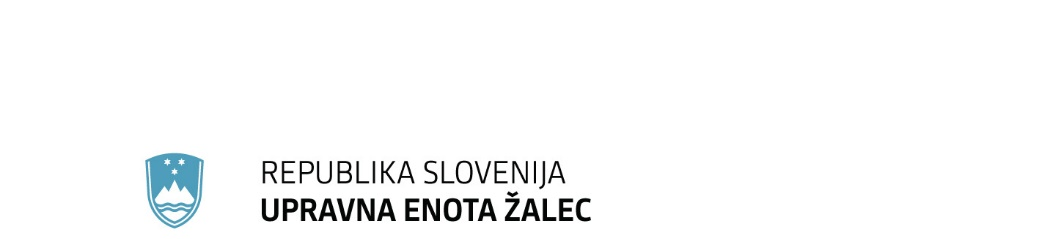 REPUBLIKA SLOVENIJA
UPRAVNA ENOTA ŽALEC